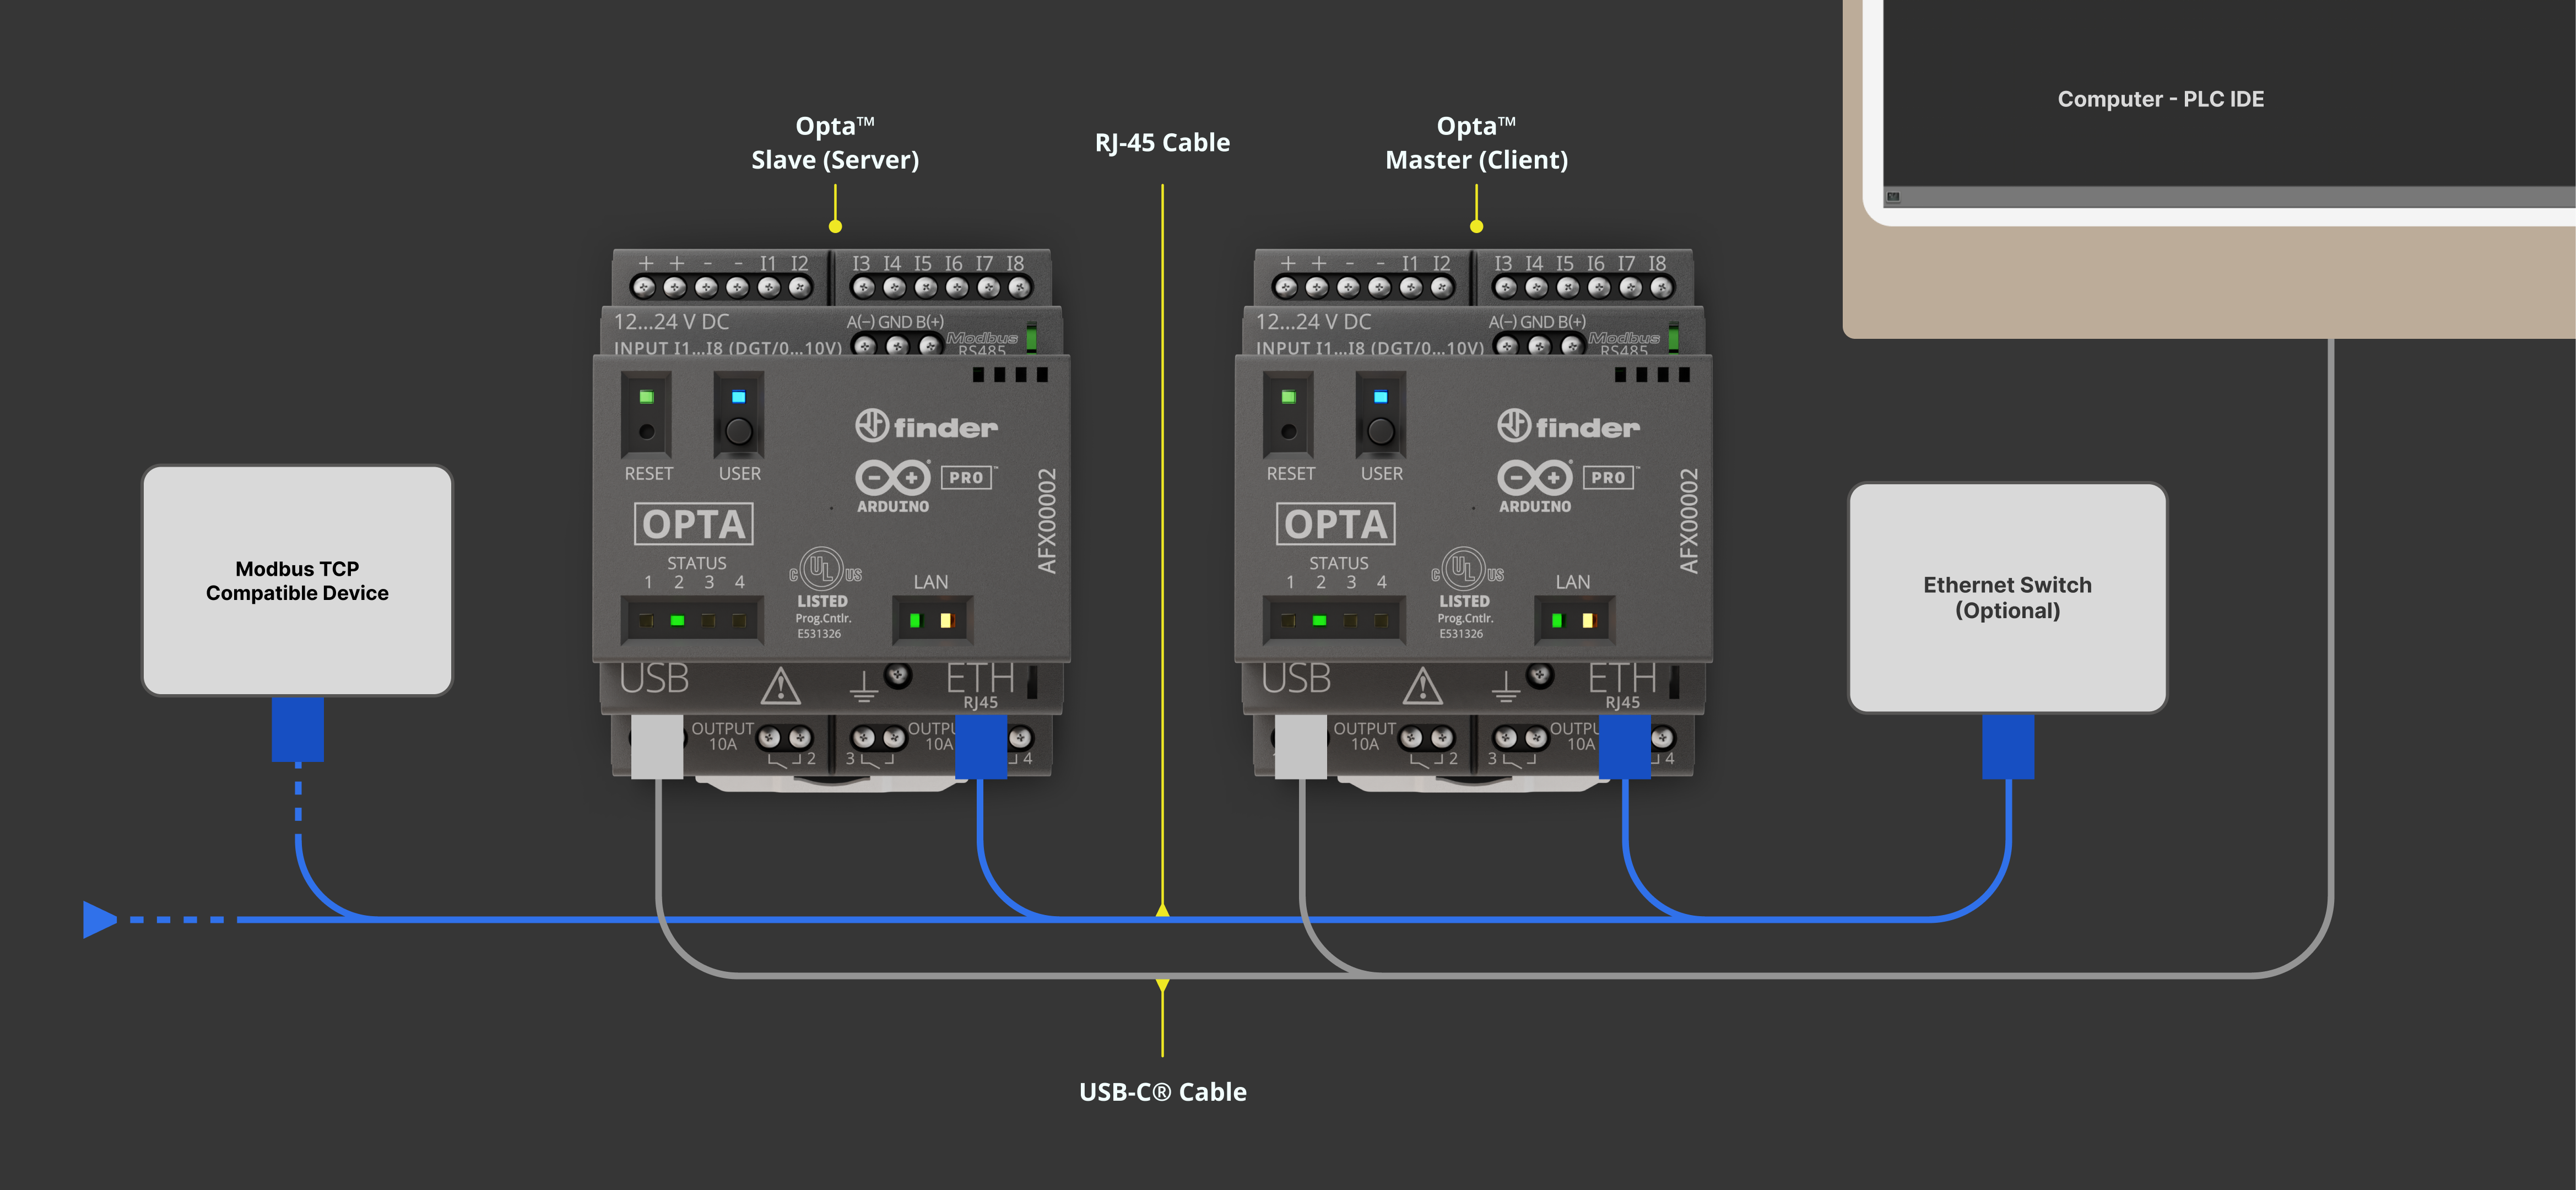 Computer - PLC IDE
Opta™
Slave (Server)
RJ-45 Cable
Opta™
Master (Client)
+ + - - I1 I2 I3 I4 I5 I6 I7 I8
12...24 V DC
A(−) GND B(+)
Modbus
INPUT I1...I8 (DGT/0...10V)
RS485
finder
RESET
USER
ARDUINO
PRO™
OPTA
AFX00002
STATUS
1 2 3 4
C UL US
LISTED
Prog.Cntlr.
E531326
LAN
USB
ETH
RJ45
OUTPUT
10A
2
3
OUTPU
10A
4
+ + - - I1 I2 I3 I4 I5 I6 I7 I8
12...24 V DC
A(−) GND B(+)
Modbus
INPUT I1...I8 (DGT/0...10V)
RS485
finder
RESET
USER
ARDUINO
PRO™
OPTA
AFX00002
STATUS
1 2 3 4
C UL US
LISTED
Prog.Cntlr.
E531326
LAN
USB
ETH
RJ45
OUTPUT
10A
2
3
OUTPU
10A
4
Modbus TCP
Compatible Device
Ethernet Switch
(Optional)
USB-C® Cable